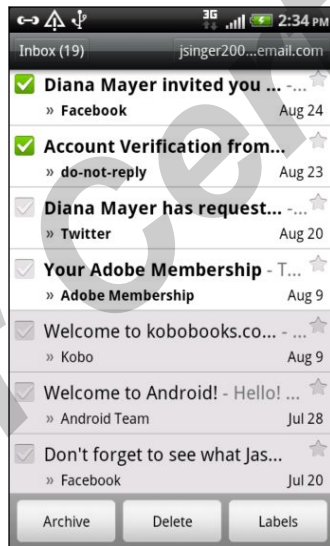 3G 2:34 PM
Inbox (19) jsinger200...email.com
Diana Mayer invited you ... -...
» Facebook Aug 24
Account Verification from...
» do-not-reply Aug 23
Diana Mayer has request... -...
» Twitter Aug 20
Your Adobe Membership - T...
» Adobe Membership Aug 9
Welcome to kobobooks.co... - ...
» Kobo Aug 9
Welcome to Android! - Hello! ...
» Android Team Jul 28
Don't forget to see what Jas...
» Facebook Jul 20
Archive Delete Labels